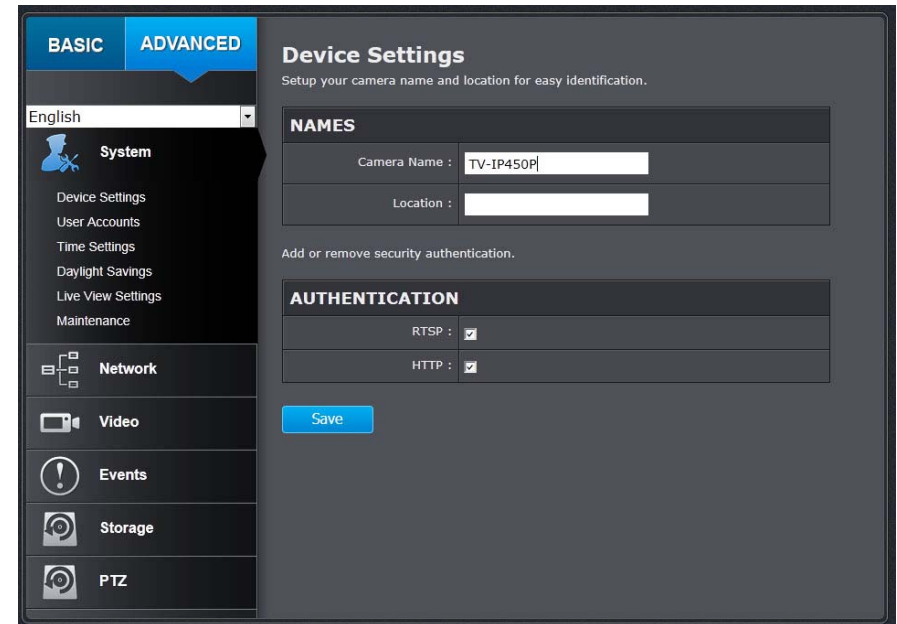 BASIC
ADVANCED
English
System
Device Settings
User Accounts
Time Settings
Daylight Savings
Live View Settings
Maintenance
Network
Video
Events
Storage
PTZ
Device Settings
Setup your camera name and location for easy identification.
NAMES
Camera Name : TV-IP450P
Location :
Add or remove security authentication.
AUTHENTICATION
RTSP :
HTTP :
Save